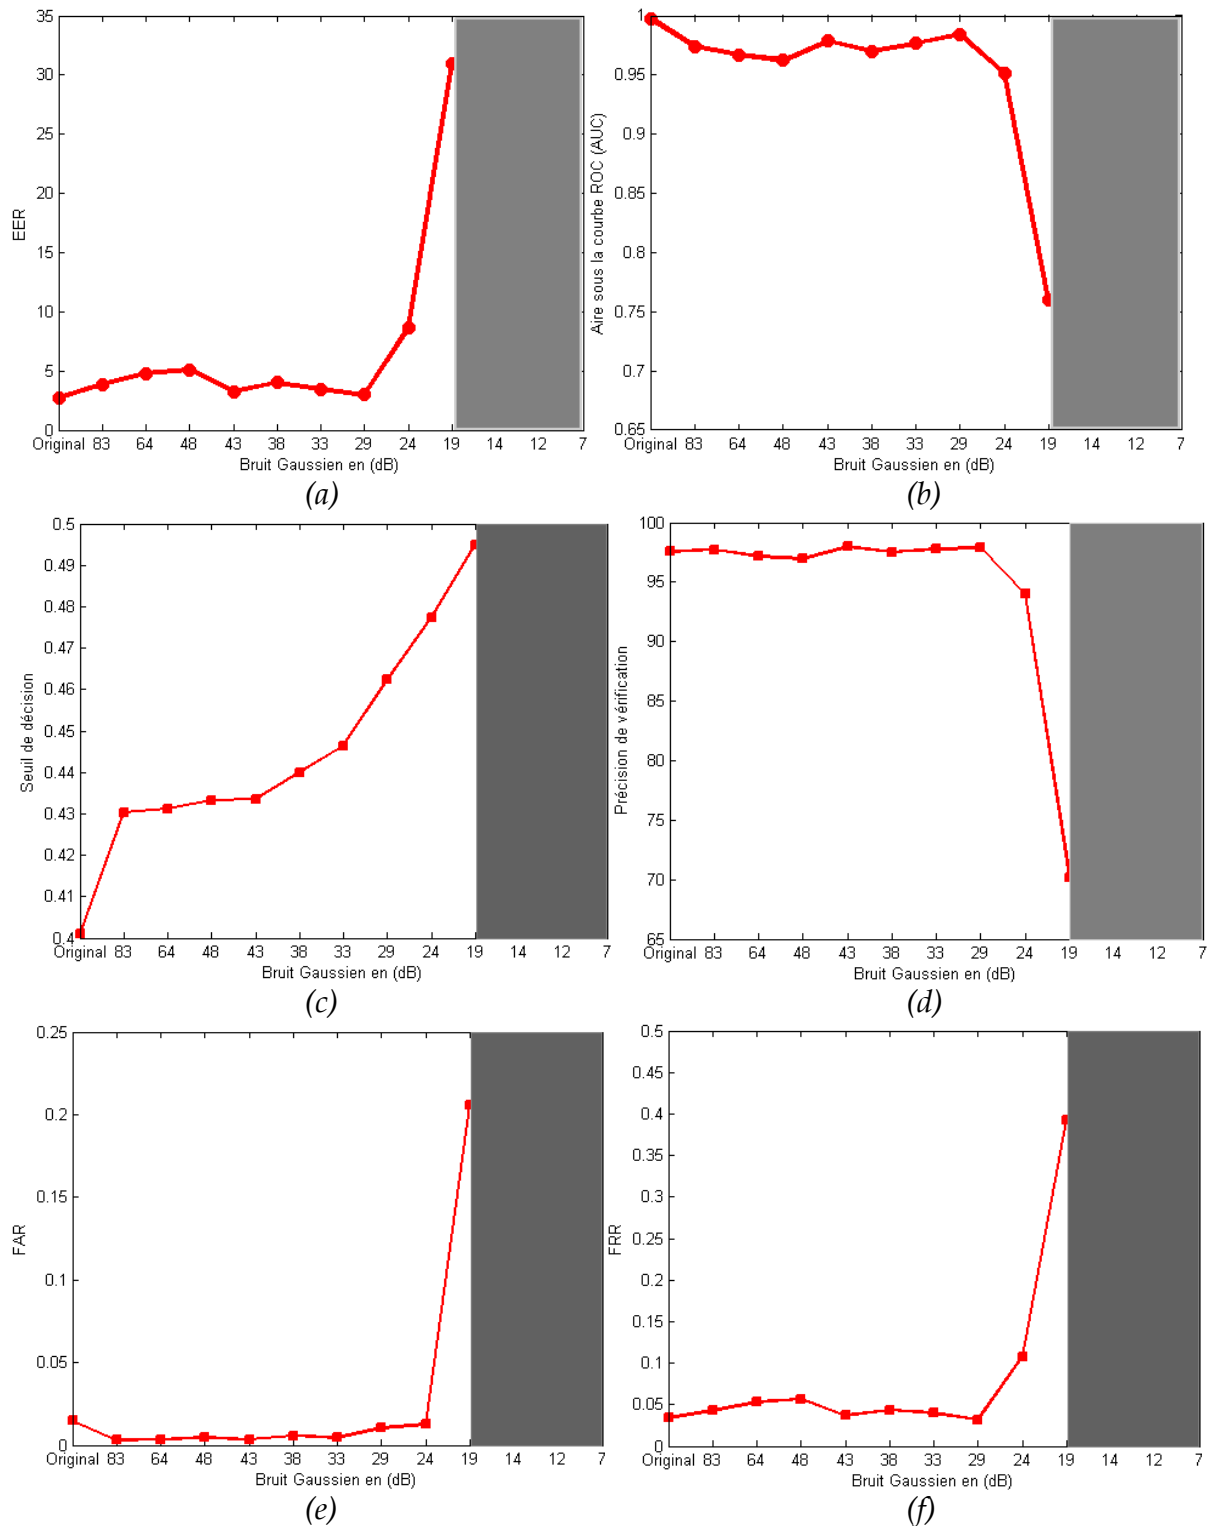 35
30
25
20
15
10
5
0
EER
Original 83 64 48 43 38 33 29 24 19 14 12 7
Bruit Gaussien en (dB)
(a)
1
0.95
0.9
0.85
0.8
0.75
0.7
0.65
Aire sous la courbe ROC (AUC)
Original 83 64 48 43 38 33 29 24 19 14 12 7
Bruit Gaussien en (dB)
(b)
0.5
0.49
0.48
0.47
0.46
0.45
0.44
0.43
0.42
0.41
0.4
Seuil de décision
Original 83 64 48 43 38 33 29 24 19 14 12 7
Bruit Gaussien en (dB)
(c)
100
95
90
85
80
75
70
65
Précision de vérification
Original 83 64 48 43 38 33 29 24 19 14 12 7
Bruit Gaussien en (dB)
(d)
0.25
0.2
0.15
0.1
0.05
0
FAR
Original 83 64 48 43 38 33 29 24 19 14 12 7
Bruit Gaussien en (dB)
(e)
0.5
0.45
0.4
0.35
0.3
0.25
0.2
0.15
0.1
0.05
0
FRR
Original 83 64 48 43 38 33 29 24 19 14 12 7
Bruit Gaussien en (dB)
(f)